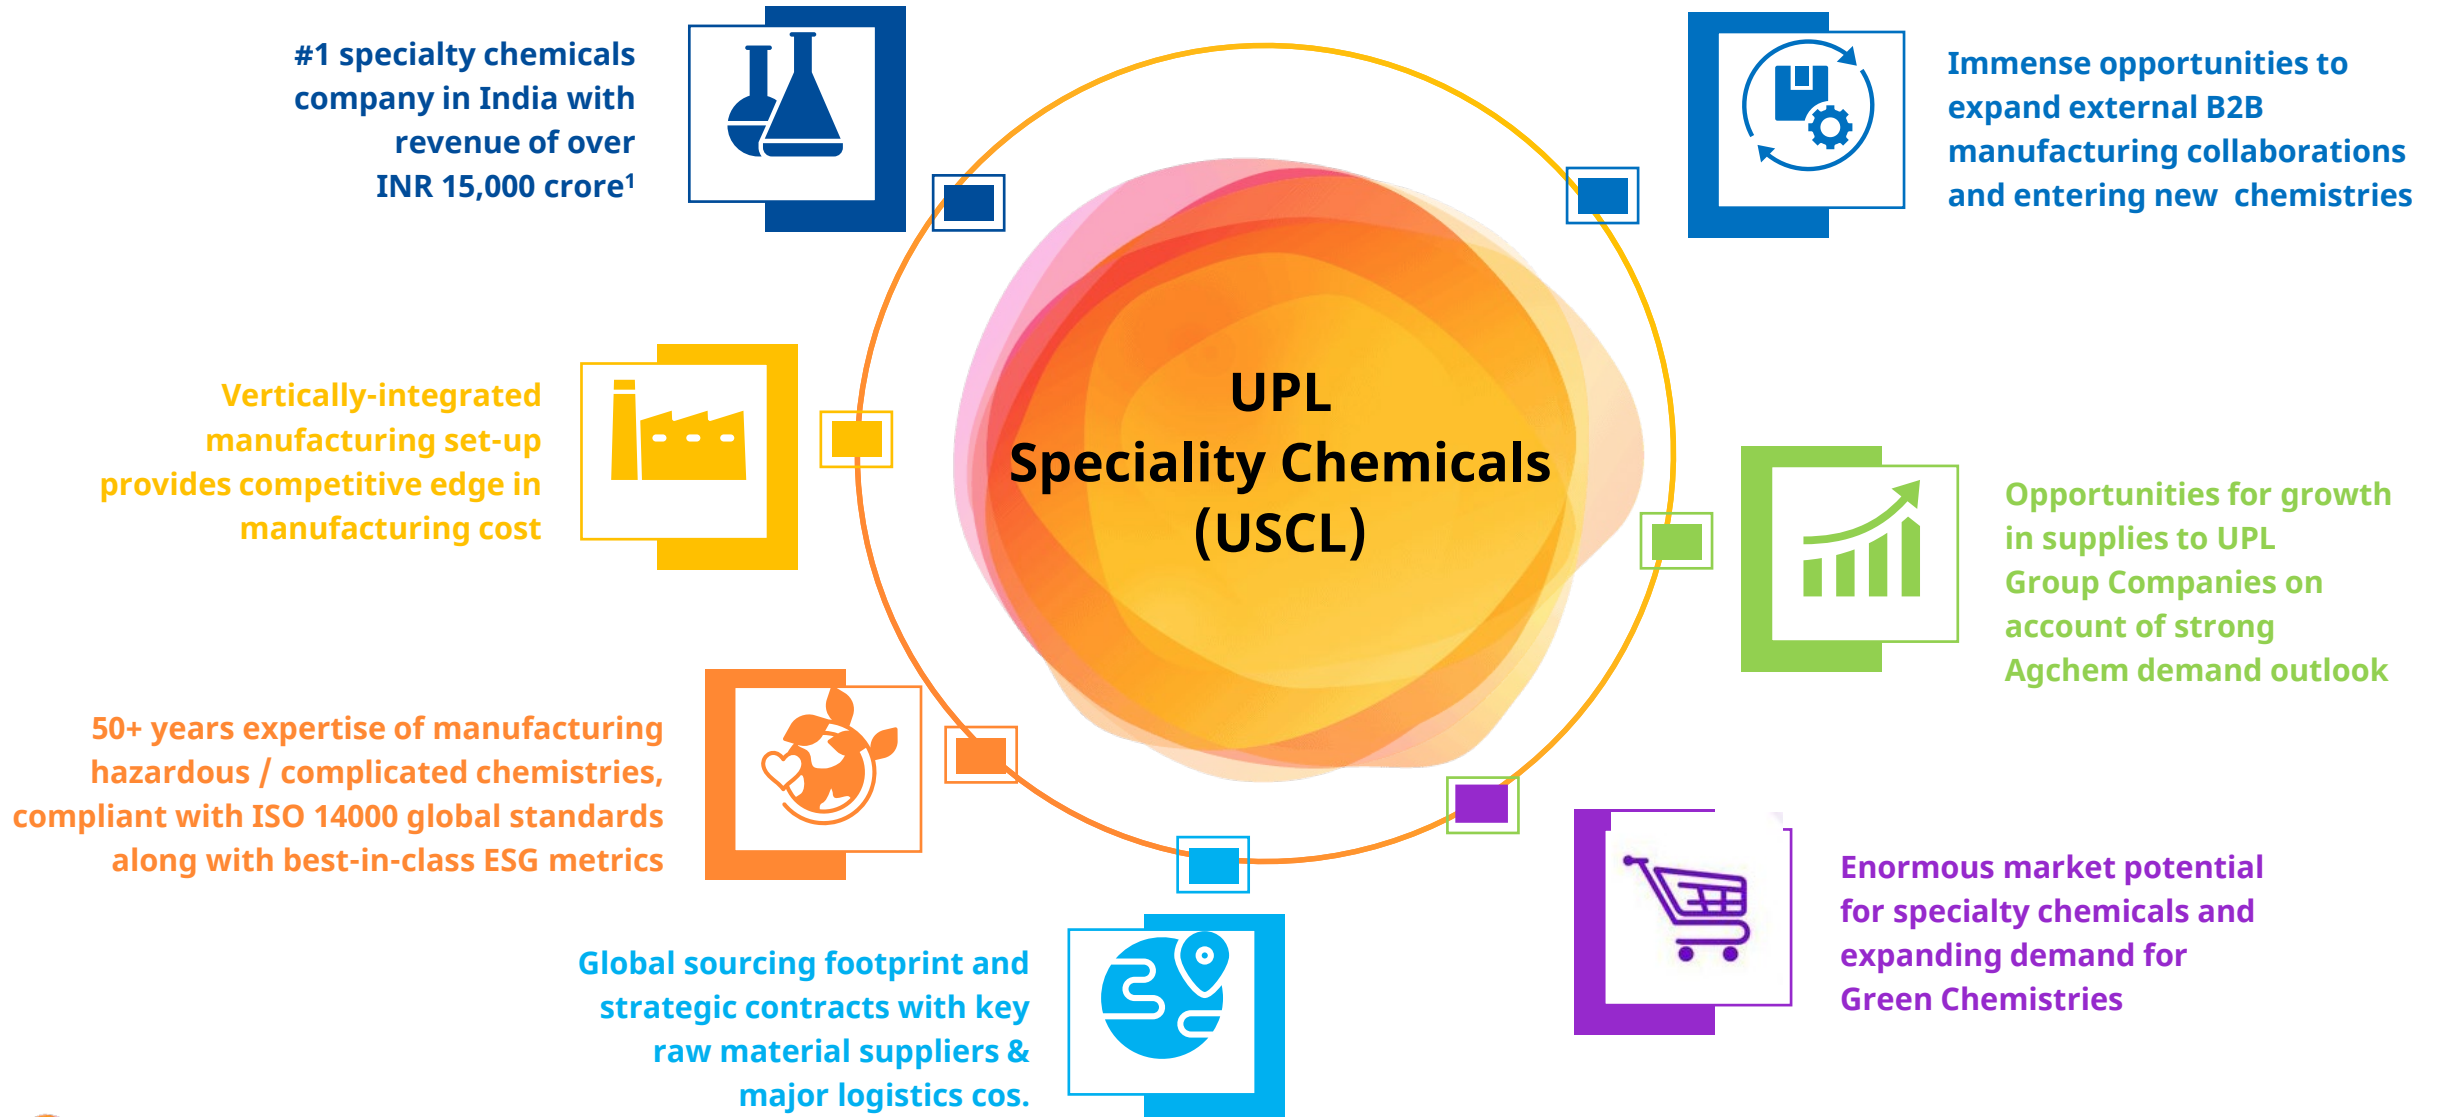 #1 specialty chemicals
company in India with
revenue of over
INR 15,000 crore¹
Immense opportunities to
expand external B2B
manufacturing collaborations
and entering new chemistries
Vertically-integrated
manufacturing set-up
provides competitive edge in
manufacturing cost
UPL
Speciality Chemicals
(USCL)
Opportunities for growth
in supplies to UPL
Group Companies on
account of strong
Agchem demand outlook
50+ years expertise of manufacturing
hazardous / complicated chemistries,
compliant with ISO 14000 global standards
along with best-in-class ESG metrics
Enormous market potential
for specialty chemicals and
expanding demand for
Green Chemistries
Global sourcing footprint and
strategic contracts with key
raw material suppliers &
major logistics cos.